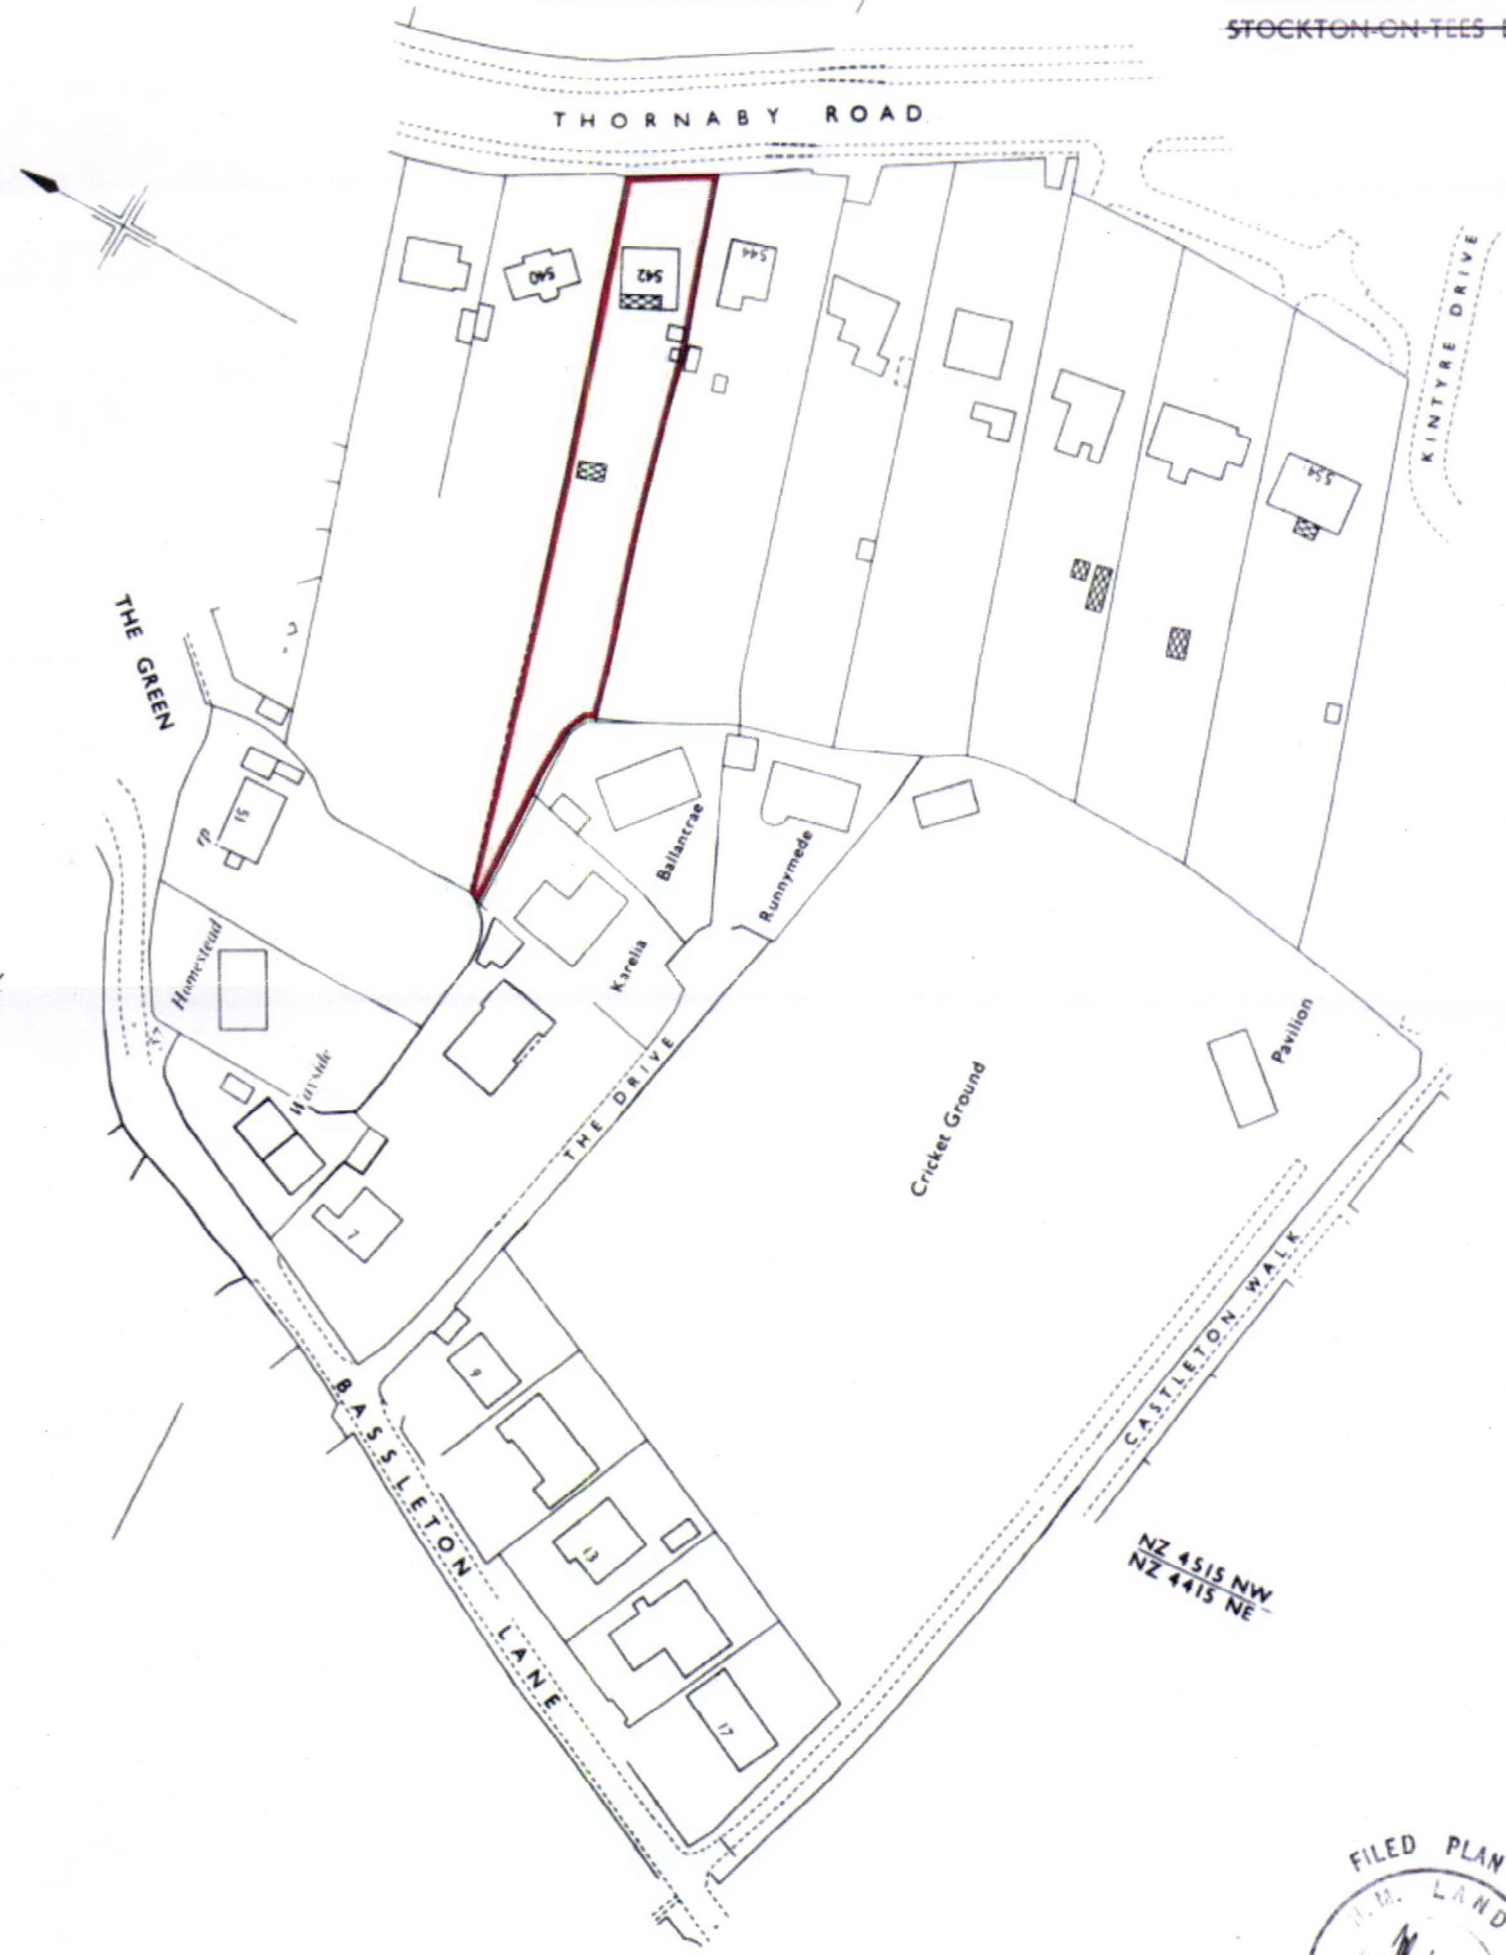 STOCKTON-ON-TEES
THORNABY ROAD
KINTYRE DRIVE
540
542
544
554
THE GREEN
51
Ballantrae
Runnymede
Karelia
Homestead
Wayside
THE DRIVE
Pavilion
Cricket Ground
7
9
13
17
CASTLETON WALK
BASSLETON LANE
NZ 4515 NW
NZ 4415 NE
FILED PLAN
H.M. LAND